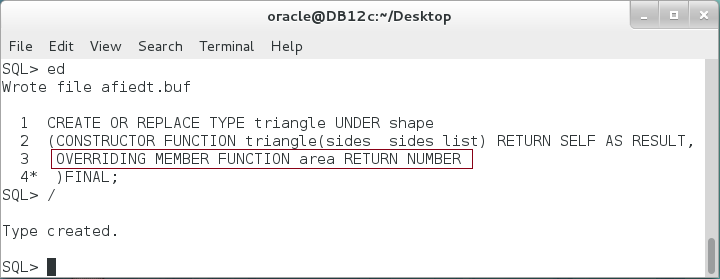 oracle@DB12c:~/Desktop
File Edit View Search Terminal Help
SQL> ed
Wrote file afiedt.buf
1 CREATE OR REPLACE TYPE triangle UNDER shape
2 (CONSTRUCTOR FUNCTION triangle(sides sides list) RETURN SELF AS RESULT,
3 OVERRIDING MEMBER FUNCTION area RETURN NUMBER
4* )FINAL;
SQL> /
Type created.
SQL>